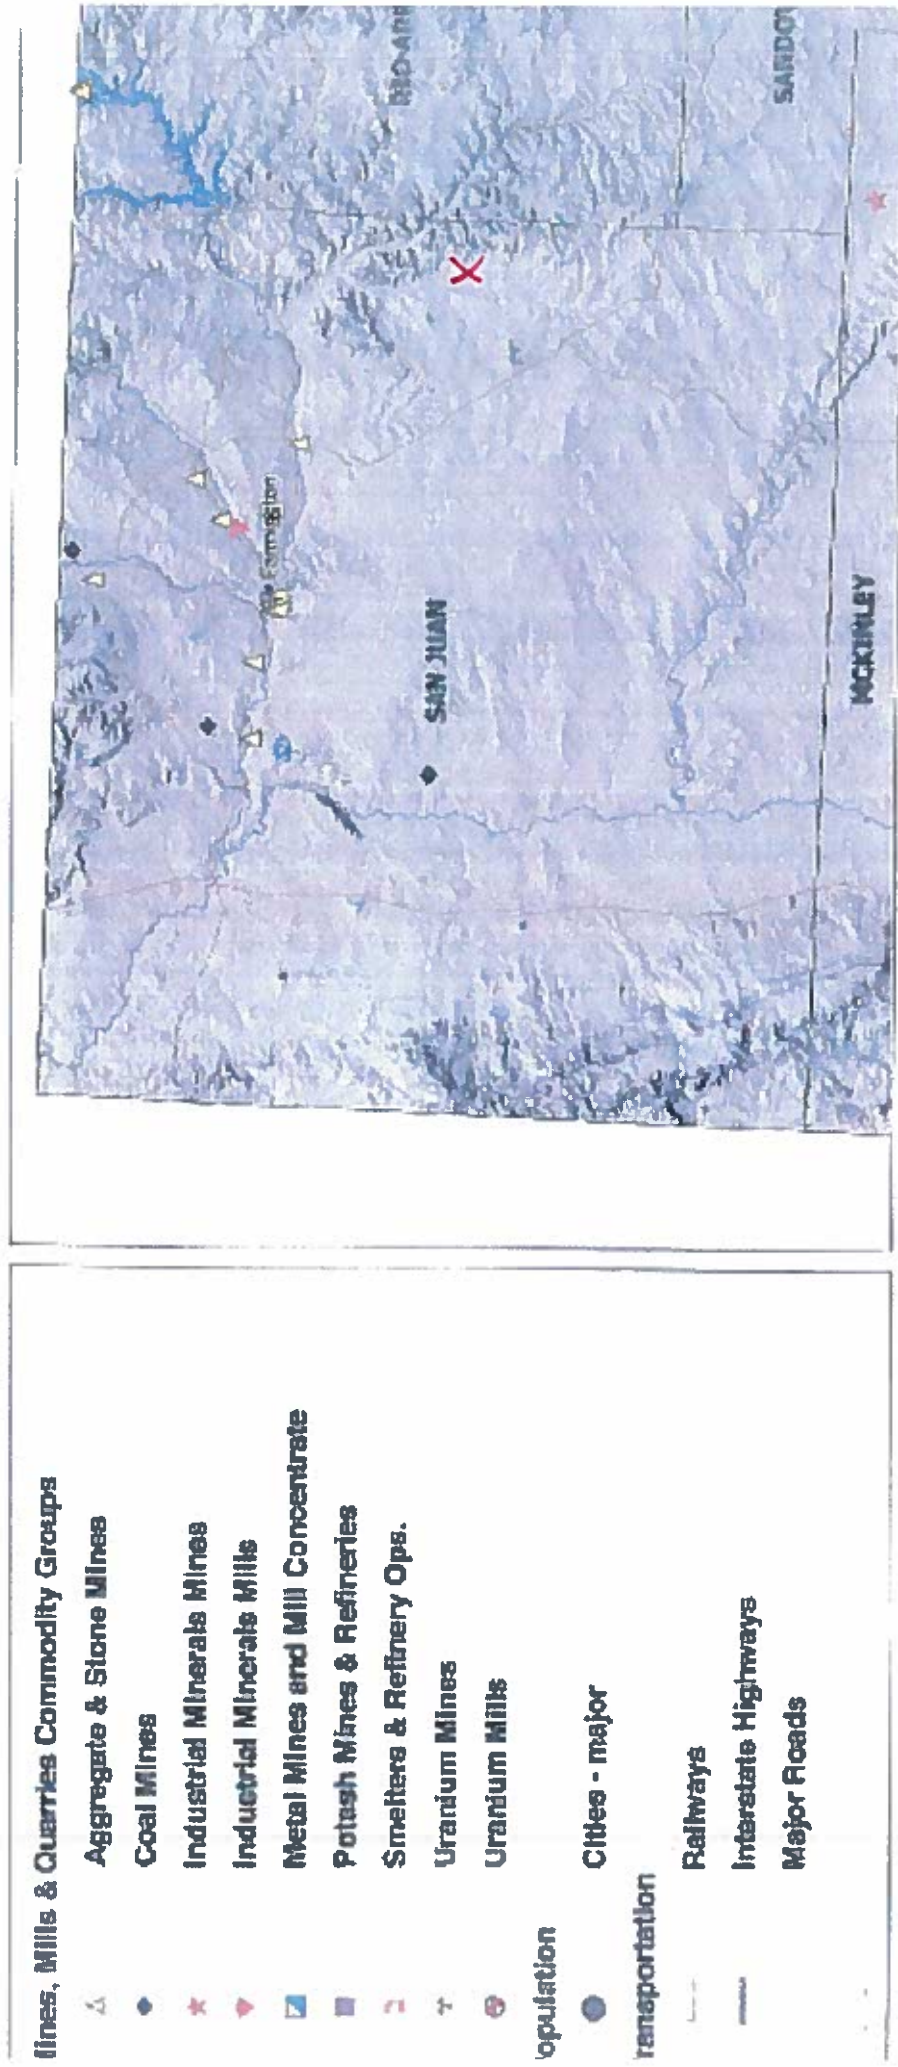 Mines, Mills & Quarries Commodity Groups
Aggregate & Stone Mines
Coal Mines
Industrial Minerals Mines
Industrial Minerals Mills
Metal Mines and Mill Concentrate
Potash Mines & Refineries
Smelters & Refinery Ops.
Uranium Mines
Uranium Mills
opulation
Cities - major
ransportation
Railways
Interstate Highways
Major Roads
Farmington
SAN JUAN
MCKINLEY
RIO ARR
SANDO
X